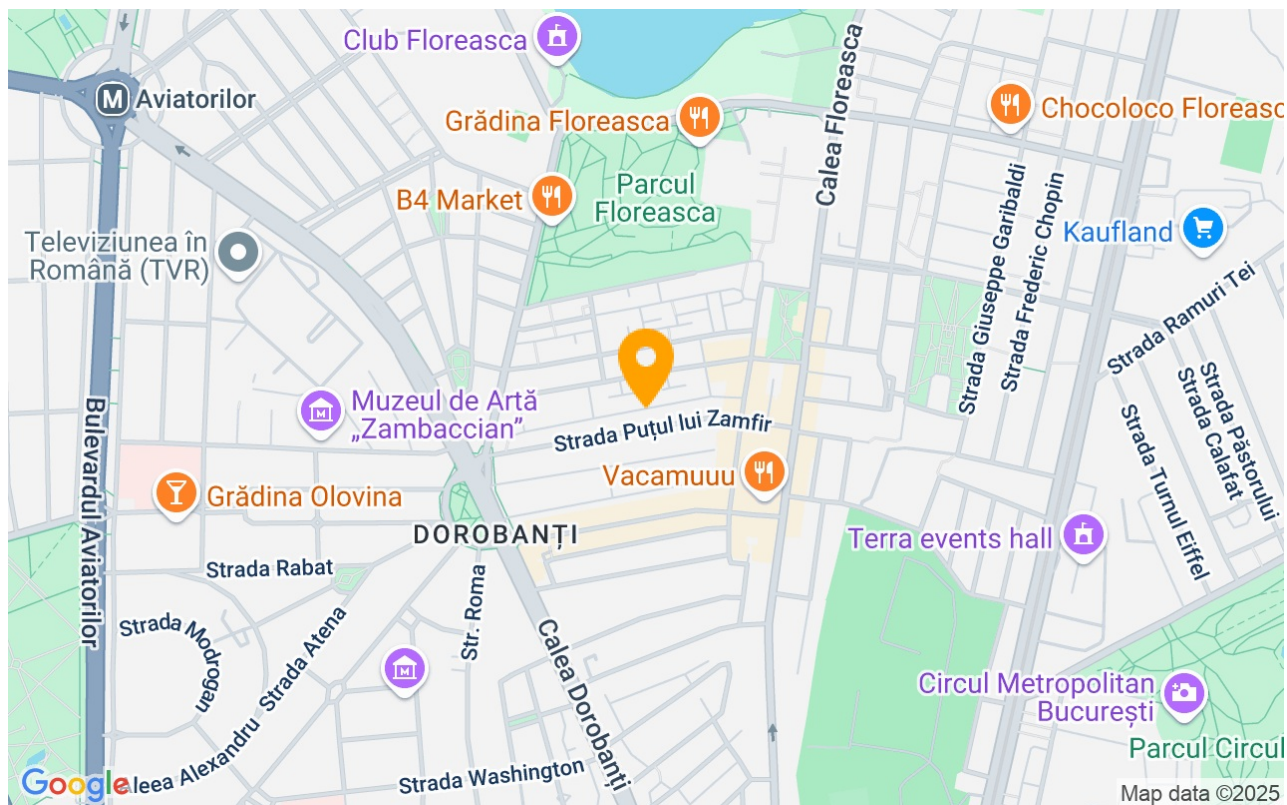 Club Floreasca
M
Aviatorilor
Grădina Floreasca
Calea Floreasca
Chocoloco Floreasc
B4 Market
Parcul
Floreasca
Televiziunea în
Română (TVR)
Strada Giuseppe Garibaldi
Strada Frederic Chopin
Kaufland
Strada Ramuri Tei
Muzeul de Artă
„Zambaccian”
Strada Puțul lui Zamfir
Vacamuuu
Strada Păstorului
Strada Calafat
Strada Turnul Eiffel
Bulevardul Aviatorilor
Grădina Olovina
DOROBANȚI
Terra events hall
Strada Rabat
Str. Roma
Strada Modrogan
Strada Atena
Calea Dorobanți
M
Circul Metropolitan
București
Parcul Circul
Aleea Alexandru
Strada Washington
Google
Map data ©2025